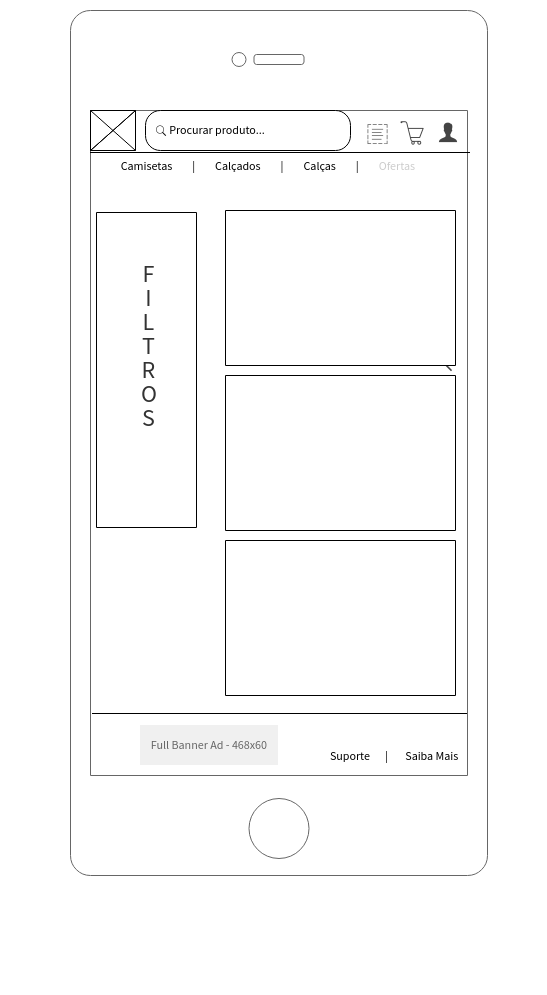 Procurar produto...
Camisetas | Calçados | Calças | Ofertas
F
I
L
T
R
O
S
Full Banner Ad - 468x60
Suporte | Saiba Mais